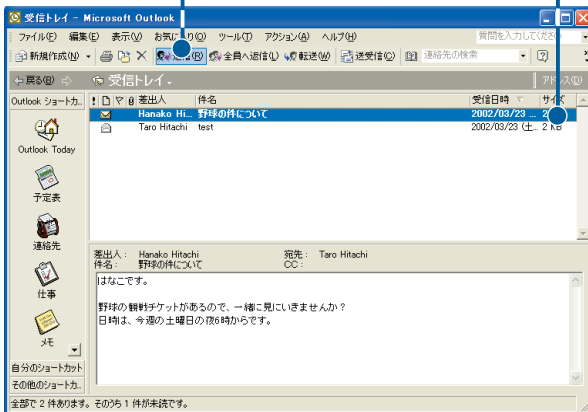 受信トレイ - Microsoft Outlook
ファイル(F) 編集(E) 表示(V) お気に り(O) ツール(T) アクション(A) ヘルプ(H) 質問を入力してください
新規作成(N) (R) 全員へ返信(L) 転送(W) 送受信(C) 連絡先の検索
戻る(B) 受信トレイ.
Outlook ショートカ.. 差出人 件名 受信日時 サイズ
Hanako Hi... 野球の件について 2002/03/23 ... 2
Taro Hitachi test 2002/03/23 (土... 2 KB
Outlook Today
予定表
連絡先
仕事
メモ
自分のショートカット
その他のショートカ..
差出人: Hanako Hitachi 宛先: Taro Hitachi
件名: 野球の件について CC:
はなこです。
野球の観戦チケットがあるので、一緒に見にいきませんか?
日時は、今週の土曜日の夜6時からです。
全部で 2 件あります。そのうち 1 件が未読です。